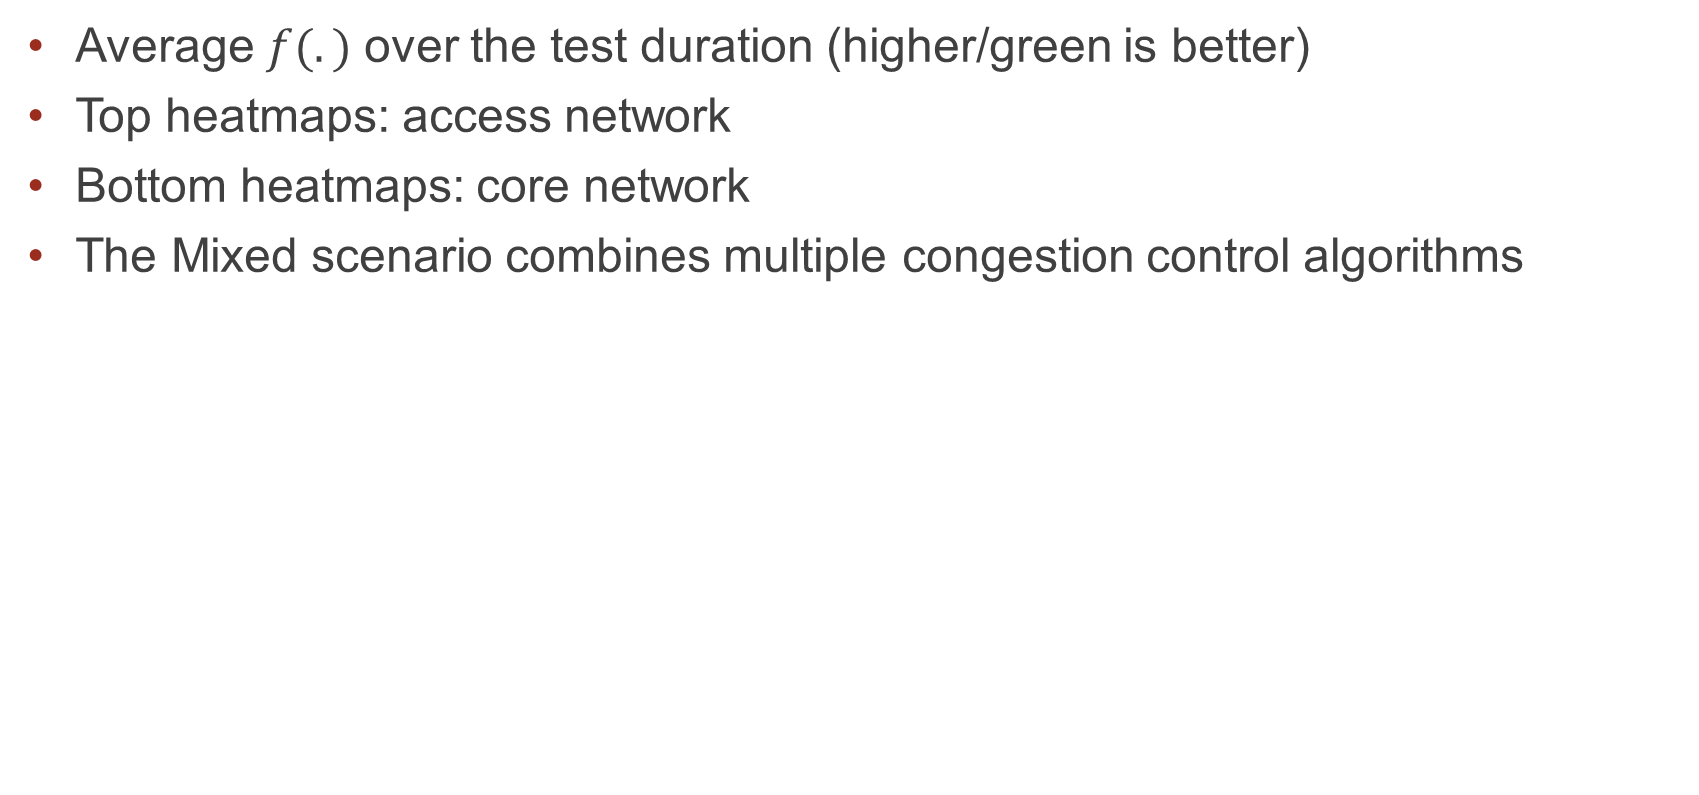 • Average 𝑓(.) over the test duration (higher/green is better)
• Top heatmaps: access network
• Bottom heatmaps: core network
• The Mixed scenario combines multiple congestion control algorithms